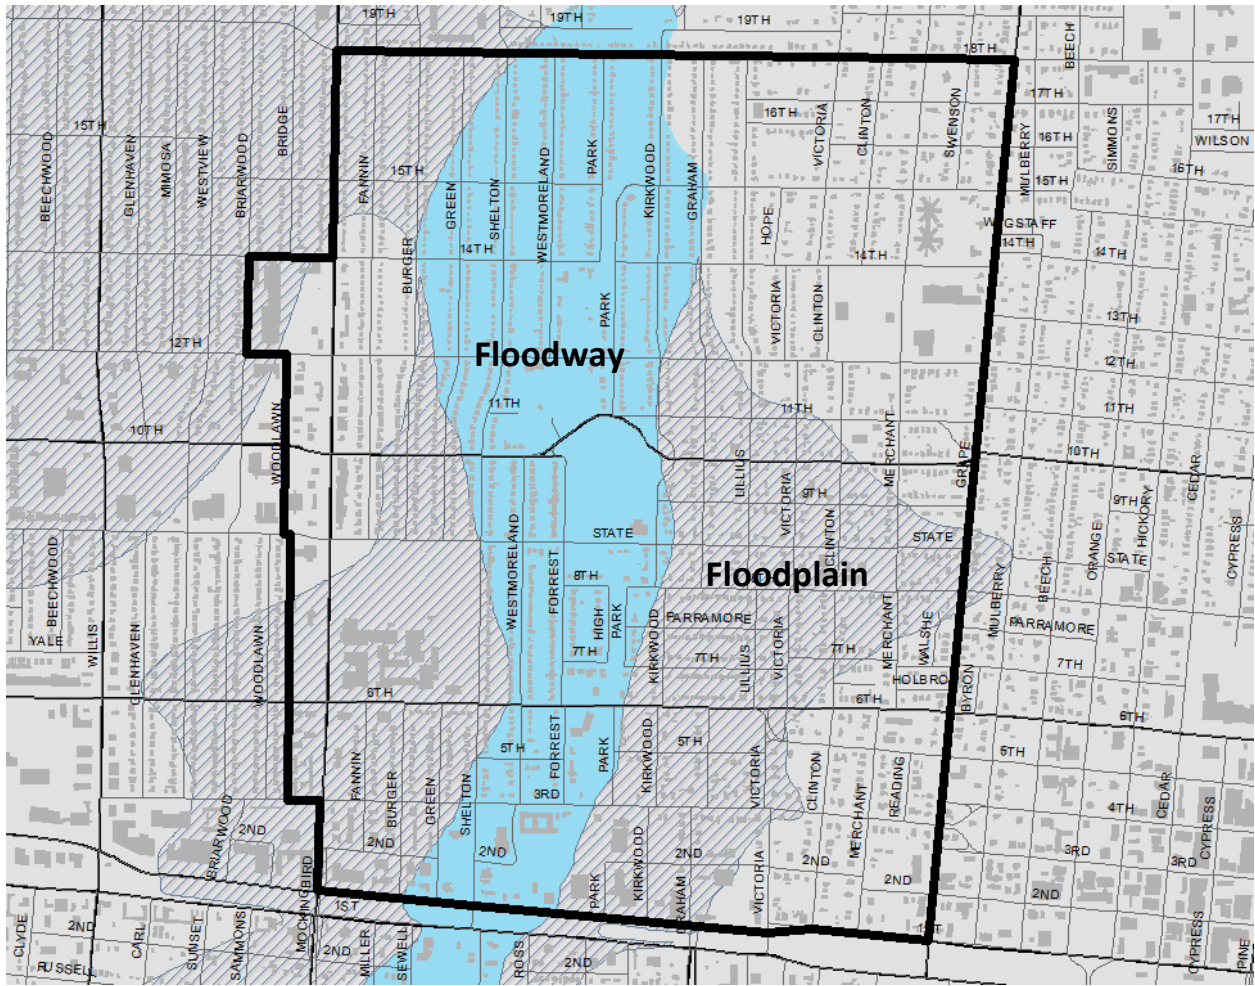 19TH
19TH
19TH
18TH
BEECH
17TH
16TH
VICTORIA
CLINTON
SWENSON
MULBERRY
16TH
SIMMONS
17TH
WILSON
BRIDGE
15TH
BEECHWOOD
GLENHAVEN
MIMOSA
WESTVIEW
BRIARWOOD
FANNIN
15TH
GREEN
SHELTON
WESTMORELAND
PARK
KIRKWOOD
GRAHAM
15TH
16TH
HOPE
WAGSTAFF
14TH
14TH
14TH
14TH
BURGER
PARK
VICTORIA
CLINTON
13TH
12TH
Floodway
12TH
11TH
11TH
11TH
10TH
WOODLAWN
LILLIUS
MERCHANT
GRAPE
10TH
CEDAR
VICTORIA
9TH
9TH
HICKORY
CLINTON
STATE
STATE
ORANGE
STATE
CYPRESS
BEECHWOOD
WESTMORELAND
FORREST
8TH
Floodplain
BEECH
MULBERRY
HIGH
PARK
KIRKWOOD
PARRAMORE
VICTORIA
MERCHANT
WALSHE
PARRAMORE
YALE
WILLIS
GLENHAVEN
WOODLAWN
7TH
7TH
LILLIUS
7TH
7TH
HOLBRO
6TH
6TH
BYRON
6TH
5TH
FORREST
PARK
KIRKWOOD
5TH
VICTORIA
CLINTON
5TH
FANNIN
BURGER
GREEN
SHELTON
3RD
MERCHANT
READING
4TH
CEDAR
CYPRESS
BRIARWOOD
2ND
2ND
2ND
KIRKWOOD
2ND
2ND
3RD
3RD
MOCKINGBIRD
PARK
GRAHAM
VICTORIA
2ND
2ND
1ST
1ST
CLYDE
2ND
CARL
SUNSET
SAMMONS
2ND
MILLER
SEWELL
ROSS
2ND
CYPRESS
PINE
RUSSELL